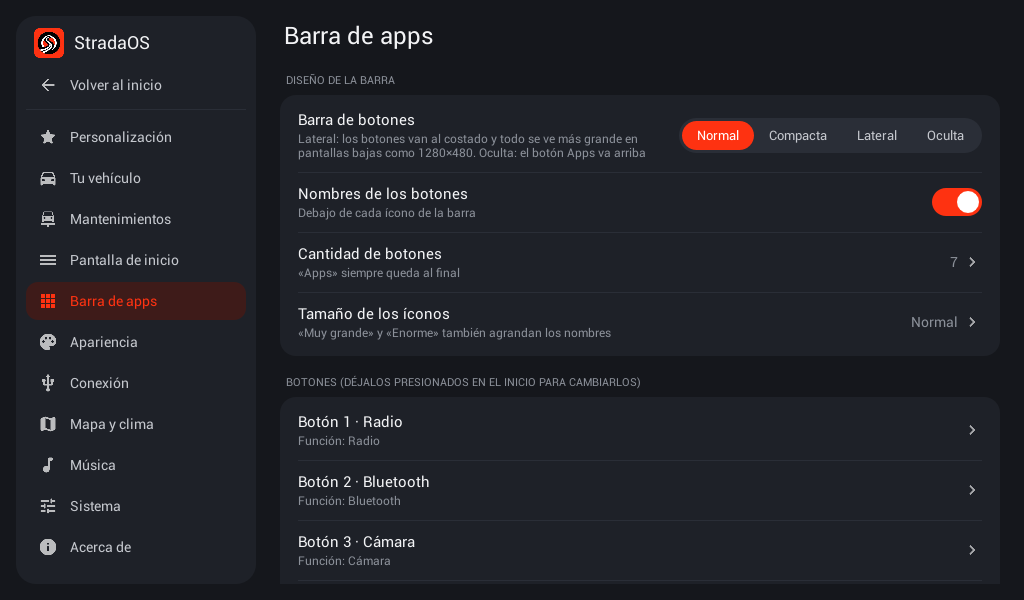 StradaOS
Volver al inicio
Personalización
Tu vehículo
Mantenimientos
Pantalla de inicio
Barra de apps
Apariencia
Conexión
Mapa y clima
Música
Sistema
Acerca de
Barra de apps
DISEÑO DE LA BARRA
Barra de botones
Lateral: los botones van al costado y todo se ve más grande en
pantallas bajas como 1280×480. Oculta: el botón Apps va arriba
Normal Compacta Lateral Oculta
Nombres de los botones
Debajo de cada ícono de la barra
Cantidad de botones
«Apps» siempre queda al final
7
Tamaño de los íconos
«Muy grande» y «Enorme» también agrandan los nombres
Normal
BOTONES (DÉJALOS PRESIONADOS EN EL INICIO PARA CAMBIARLOS)
Botón 1 · Radio
Función: Radio
Botón 2 · Bluetooth
Función: Bluetooth
Botón 3 · Cámara
Función: Cámara